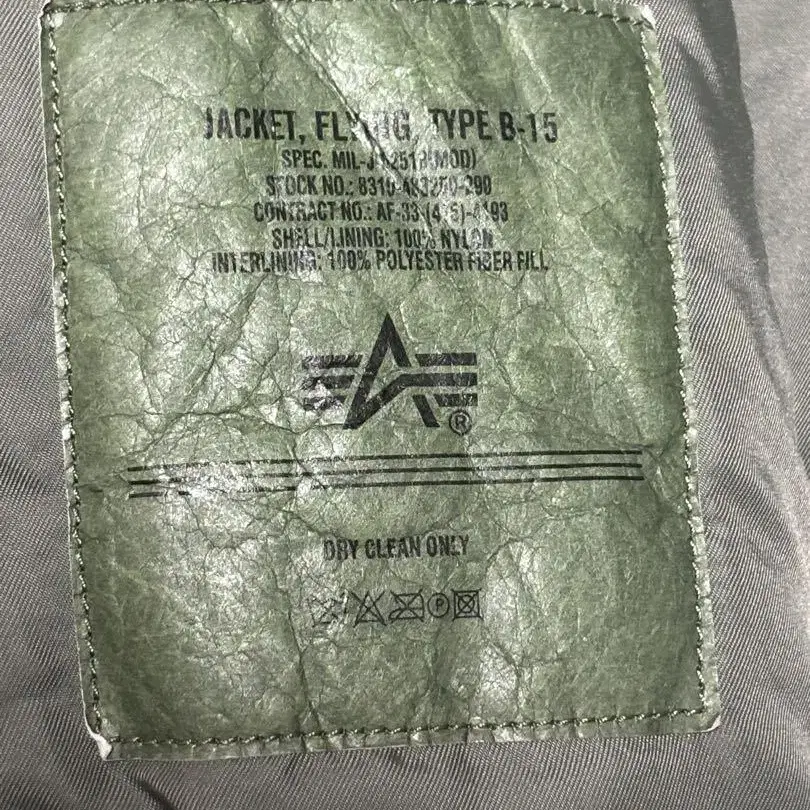 JACKET, FLYING, TYPE B-15
SPEC. (MOD)
STOCK NO.:
CONTRACT NO.:
SHELL/LINING: 100% NYLON
INTERLINING: 100% POLYESTER FIBER FILL
®
DRY CLEAN ONLY
P